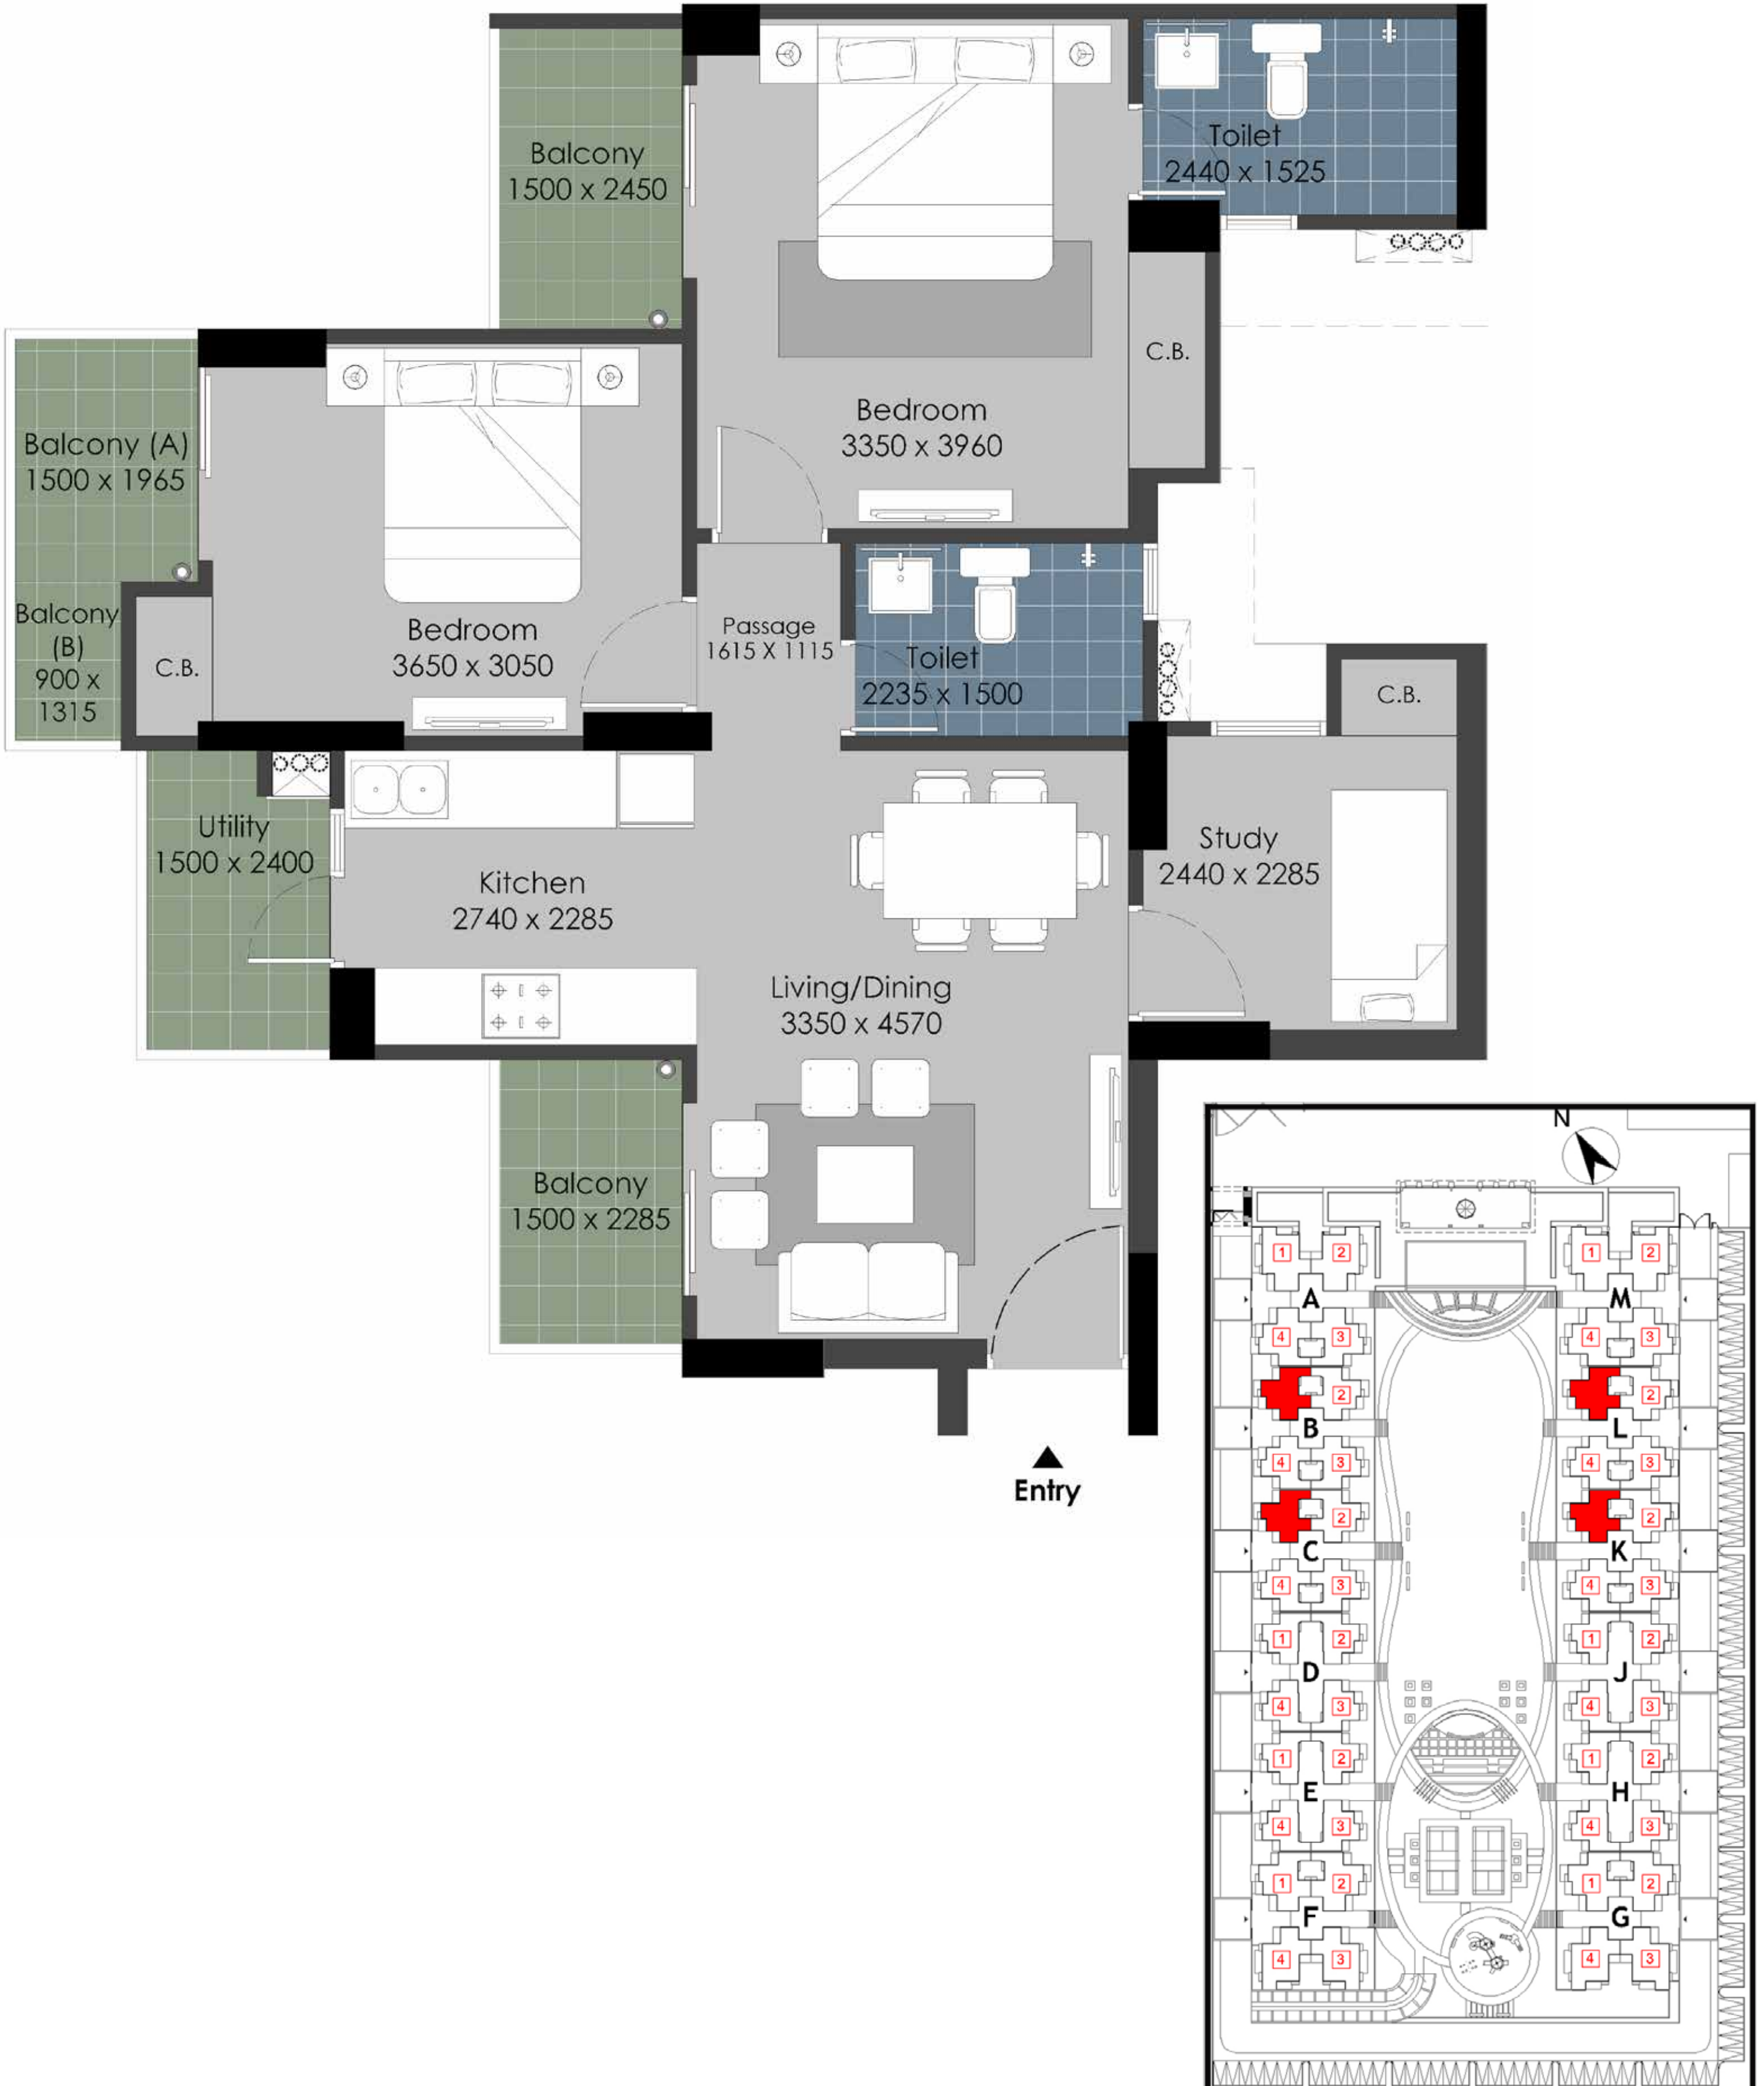 Balcony
1500 x 2450
Toilet
2440 x 1525
C.B.
Bedroom
3350 x 3960
Balcony (A)
1500 x 1965
Balcony
(B)
900 x
1315
C.B.
Bedroom
3650 x 3050
Passage
1615 X 1115
Toilet
2235 x 1500
C.B.
Utility
1500 x 2400
Kitchen
2740 x 2285
Study
2440 x 2285
Living/Dining
3350 x 4570
Balcony
1500 x 2285
Entry
N
1 2 1 2
A M
4 3 4 3
2 2
B L
4 3 4 3
2 2
C K
4 3 4 3
1 2 1 2
D J
4 3 4 3
1 2 1 2
E H
4 3 4 3
1 2 1 2
F G
4 3 4 3